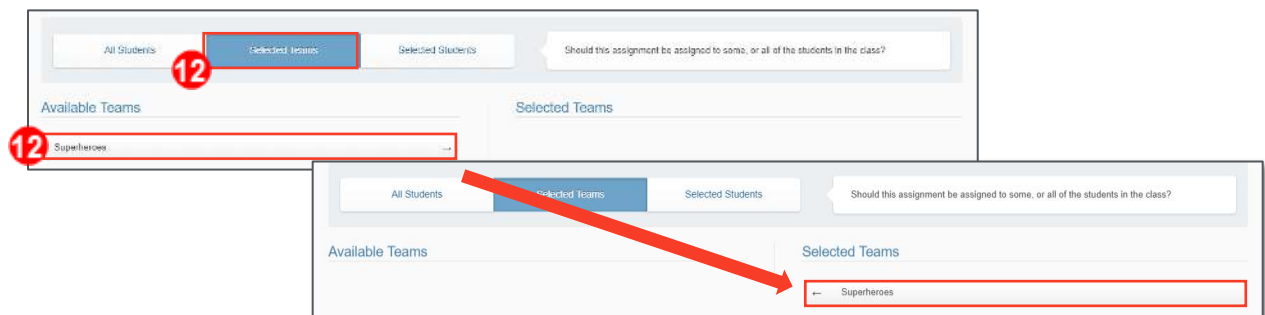 All Students
Selected Teams
Selected Students
Should this assignment be assigned to some, or all of the students in the class?
12
Available Teams
Selected Teams
12
Superheroes →
All Students
Selected Teams
Selected Students
Should this assignment be assigned to some, or all of the students in the class?
Available Teams
Selected Teams
← Superheroes